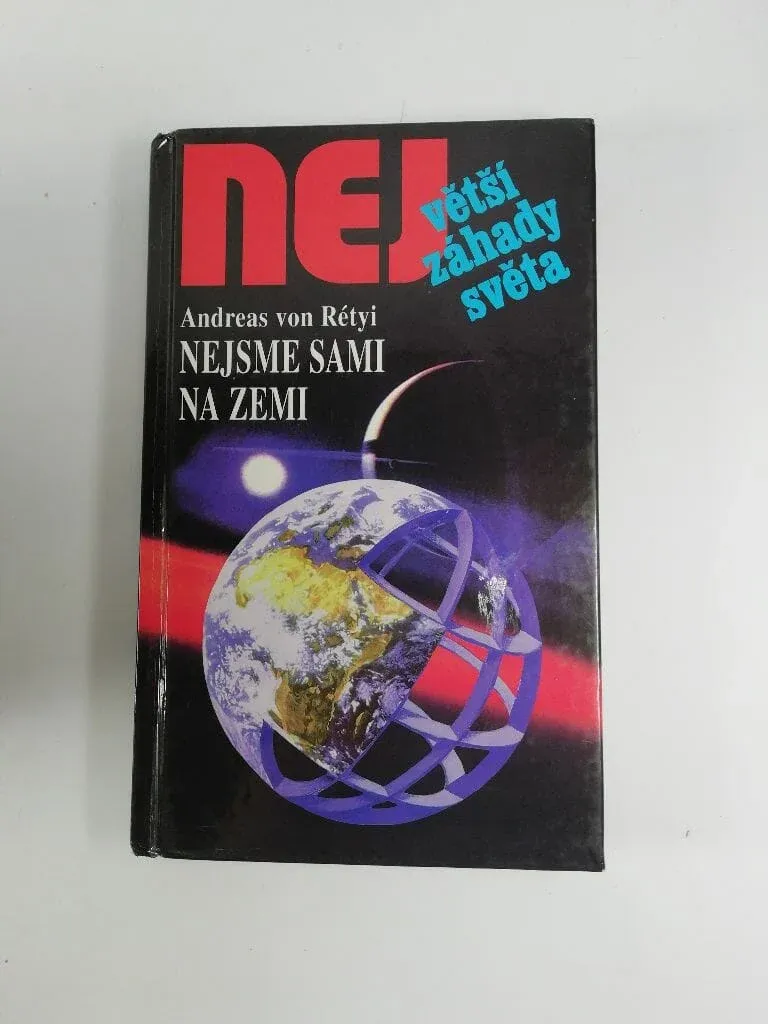 NEJ
větší
záhady
světa
Andreas von Rétyi
NEJSME SAMI
NA ZEMI